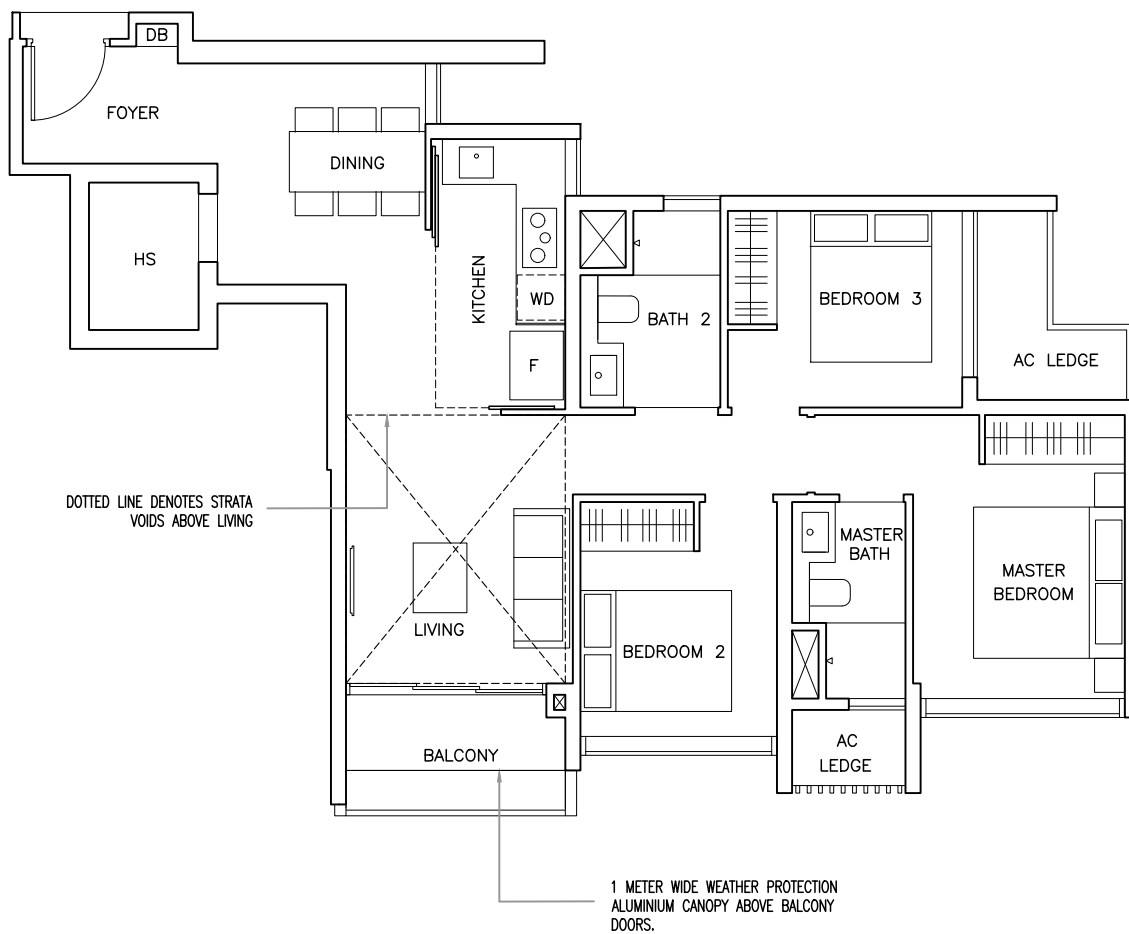 DB
FOYER
DINING
HS
KITCHEN
WD
F
BATH 2
BEDROOM 3
AC LEDGE
DOTTED LINE DENOTES STRATA
VOIDS ABOVE LIVING
MASTER
BATH
MASTER
BEDROOM
LIVING
BEDROOM 2
BALCONY
AC
LEDGE
1 METER WIDE WEATHER PROTECTION
ALUMINIUM CANOPY ABOVE BALCONY
DOORS.